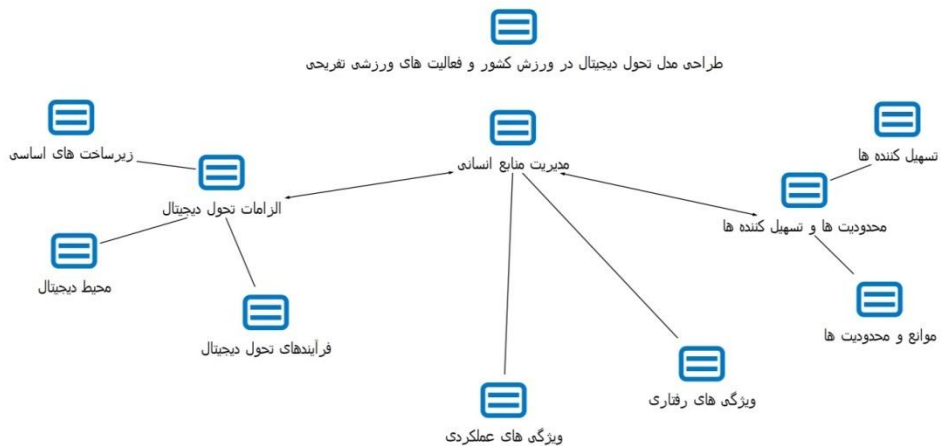 طراحی مدل تحول دیجیتال در ورزش کشور و فعالیت های ورزشی تفریحی
تسهیل کننده ها
زیرساخت های اساسی
مدیریت منابع انسانی
الزامات تحول دیجیتال
محدودیت ها و تسهیل کننده ها
محیط دیجیتال
موانع و محدودیت ها
فرآیندهای تحول دیجیتال
ویژگی های رفتاری
ویژگی های عملکردی